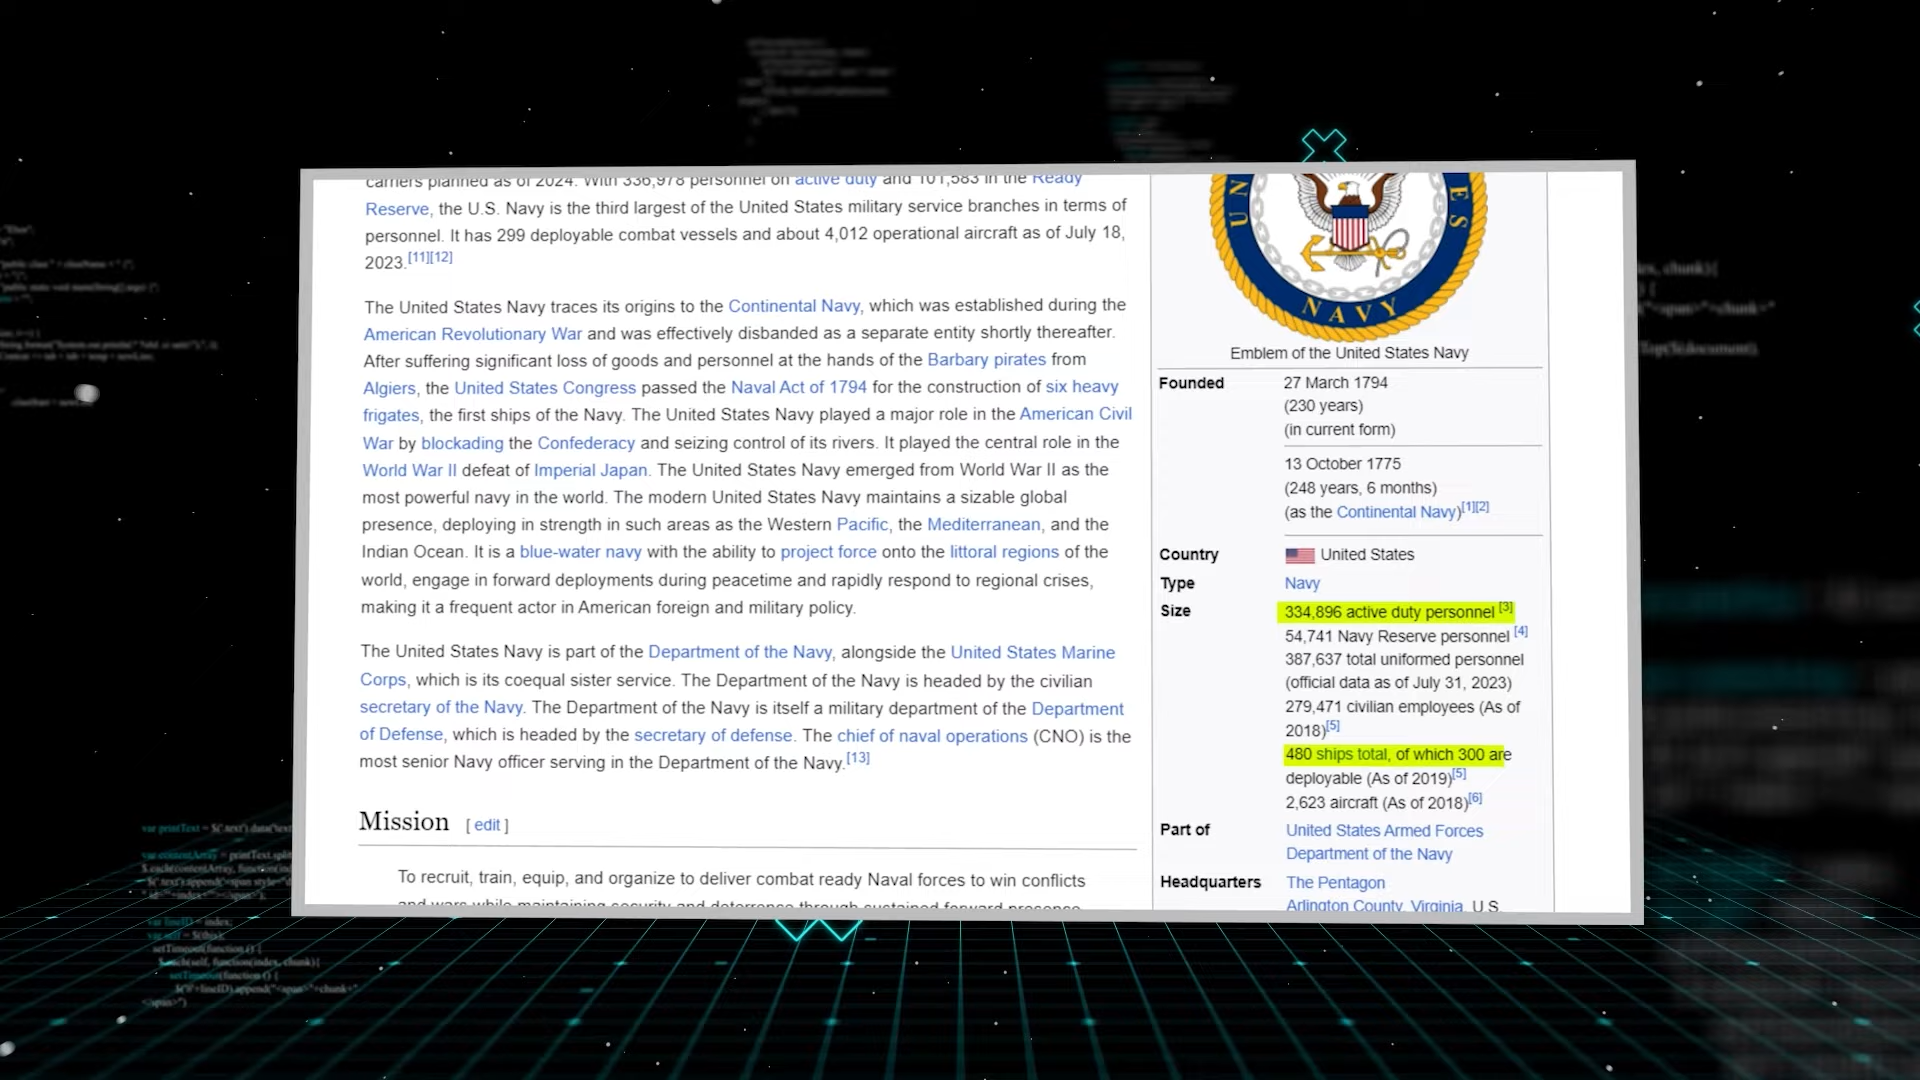 carriers planned as of 2024. With 336,978 personnel on active duty and 101,583 in the Ready
Reserve, the U.S. Navy is the third largest of the United States military service branches in terms of
personnel. It has 299 deployable combat vessels and about 4,012 operational aircraft as of July 18,
2023.[11][12]
The United States Navy traces its origins to the Continental Navy, which was established during the
American Revolutionary War and was effectively disbanded as a separate entity shortly thereafter.
After suffering significant loss of goods and personnel at the hands of the Barbary pirates from
Algiers, the United States Congress passed the Naval Act of 1794 for the construction of six heavy
frigates, the first ships of the Navy. The United States Navy played a major role in the American Civil
War by blockading the Confederacy and seizing control of its rivers. It played the central role in the
World War II defeat of Imperial Japan. The United States Navy emerged from World War II as the
most powerful navy in the world. The modern United States Navy maintains a sizable global
presence, deploying in strength in such areas as the Western Pacific, the Mediterranean, and the
Indian Ocean. It is a blue-water navy with the ability to project force onto the littoral regions of the
world, engage in forward deployments during peacetime and rapidly respond to regional crises,
making it a frequent actor in American foreign and military policy.
The United States Navy is part of the Department of the Navy, alongside the United States Marine
Corps, which is its coequal sister service. The Department of the Navy is headed by the civilian
secretary of the Navy. The Department of the Navy is itself a military department of the Department
of Defense, which is headed by the secretary of defense. The chief of naval operations (CNO) is the
most senior Navy officer serving in the Department of the Navy.[13]
Mission [ edit ]
To recruit, train, equip, and organize to deliver combat ready Naval forces to win conflicts
and wars while maintaining security and deterrence through sustained forward presence
UN ES
NAVY
Emblem of the United States Navy
Founded 27 March 1794
(230 years)
(in current form)
13 October 1775
(248 years, 6 months)
(as the Continental Navy)[1][2]
Country United States
Type Navy
Size 334,896 active duty personnel [3]
54,741 Navy Reserve personnel [4]
387,637 total uniformed personnel
(official data as of July 31, 2023)
279,471 civilian employees (As of
2018)[5]
480 ships total, of which 300 are
deployable (As of 2019)[5]
2,623 aircraft (As of 2018)[6]
Part of United States Armed Forces
Department of the Navy
Headquarters The Pentagon
Arlington County, Virginia, U.S.